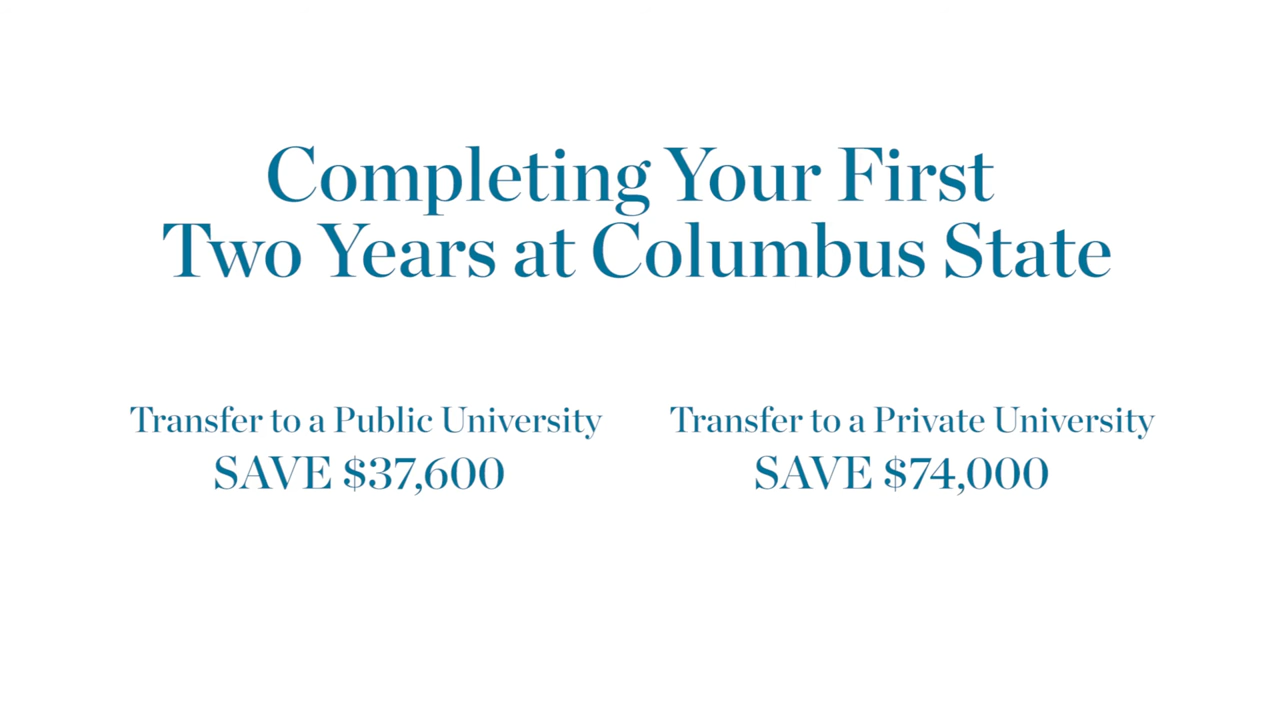 Completing Your First
Two Years at Columbus State
Transfer to a Public University
SAVE $37,600
Transfer to a Private University
SAVE $74,000